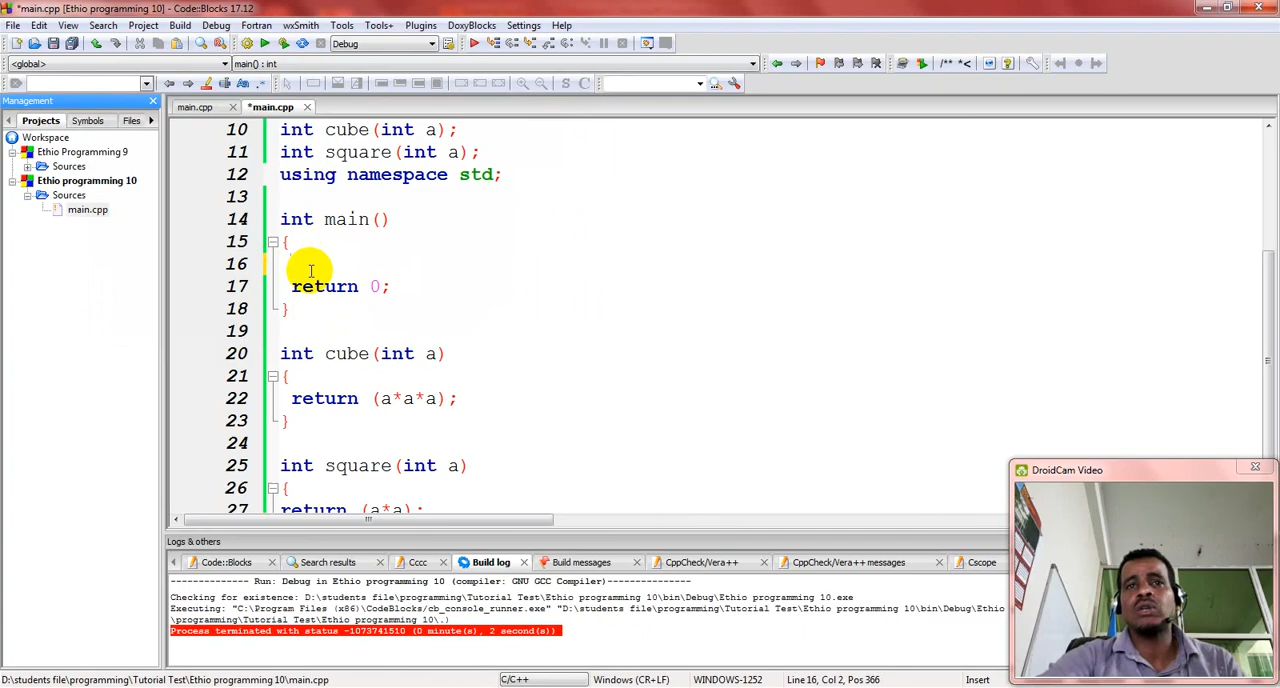 *main.cpp [Ethio programming 10] - Code::Blocks 17.12
File Edit View Search Project Build Debug Fortran wxSmith Tools Tools+ Plugins DoxyBlocks Settings Help
Debug
<global> main() : int
/** *<
.* S C
Management
Projects Symbols Files
main.cpp *main.cpp
Workspace
Ethio Programming 9
Sources
Ethio programming 10
Sources
main.cpp
10 int cube(int a);
11 int square(int a);
12 using namespace std;
13
14 int main()
15 {
16
17 return 0;
18 }
19
20 int cube(int a)
21 {
22 return (a*a*a);
23 }
24
25 int square(int a)
26 {
27 return (a*a);
Logs & others
Code::Blocks Search results Cccc Build log Build messages CppCheck/Vera++ CppCheck/Vera++ messages Cscope
-------------- Run: Debug in Ethio programming 10 (compiler: GNU GCC Compiler)---------------
Checking for existence: D:\students file\programming\Tutorial Test\Ethio programming 10\bin\Debug\Ethio programming 10.exe
Executing: "C:\Program Files (x86)\CodeBlocks/cb_console_runner.exe" "D:\students file\programming\Tutorial Test\Ethio programming 10\bin\Debug\Ethio
\programming\Tutorial Test\Ethio programming 10\.)
Process terminated with status -1073741510 (0 minute(s), 2 second(s))
DroidCam Video
D:\students file\programming\Tutorial Test\Ethio programming 10\main.cpp C/C++ Windows (CR+LF) WINDOWS-1252 Line 16, Col 2, Pos 366 Insert